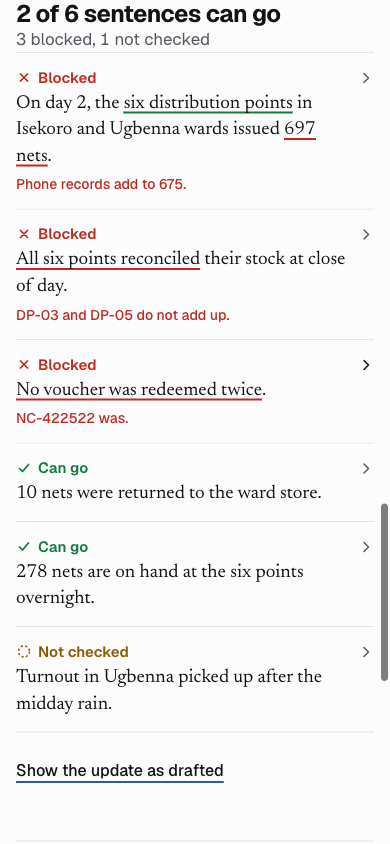 2 of 6 sentences can go
3 blocked, 1 not checked
Blocked
On day 2, the six distribution points in
Isekoro and Ugbenna wards issued 697
nets.
Phone records add to 675.
Blocked
All six points reconciled their stock at close
of day.
DP-03 and DP-05 do not add up.
Blocked
No voucher was redeemed twice.
NC-422522 was.
Can go
10 nets were returned to the ward store.
Can go
278 nets are on hand at the six points
overnight.
Not checked
Turnout in Ugbenna picked up after the
midday rain.
Show the update as drafted